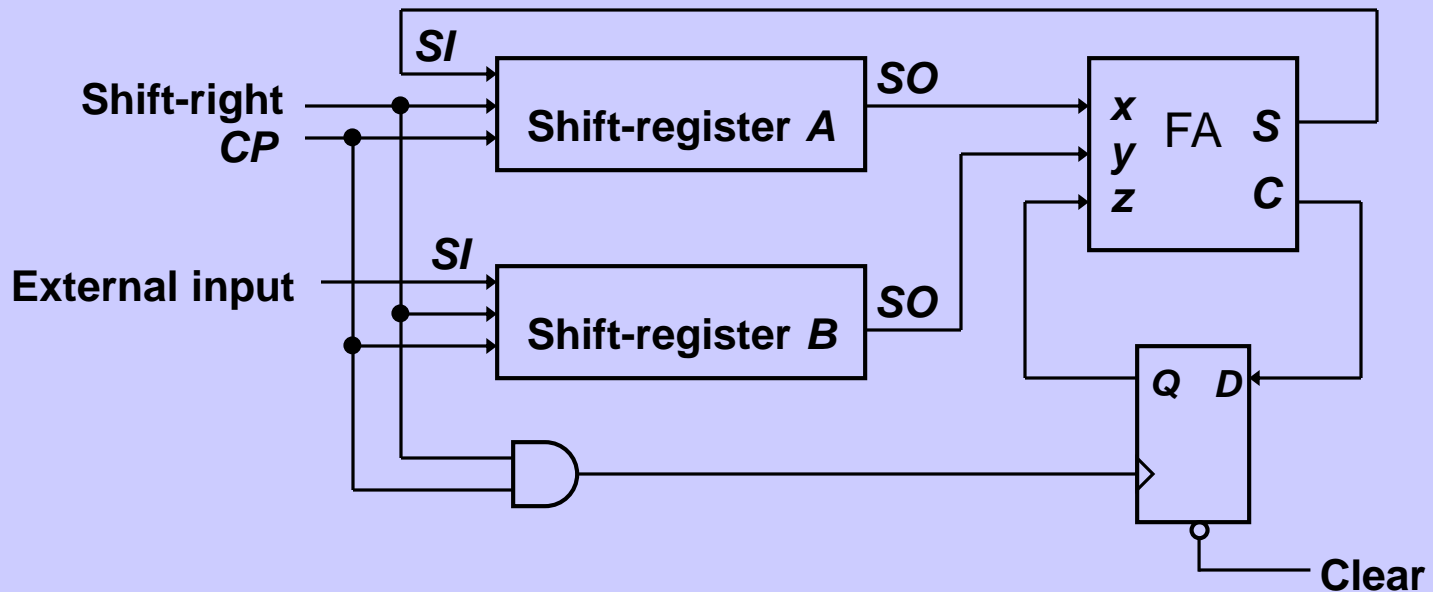 SI
Shift-right
CP
Shift-register A
SO
x
y
z
FA
S
C
External input
SI
Shift-register B
SO
Q
D
Clear